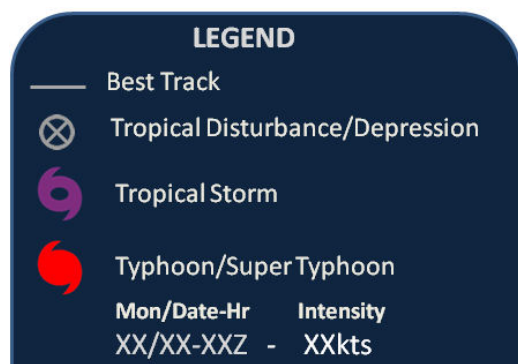 LEGEND
Best Track
Tropical Disturbance/Depression
Tropical Storm
Typhoon/Super Typhoon
Mon/Date-Hr Intensity
XX/XX-XXZ - XXkts